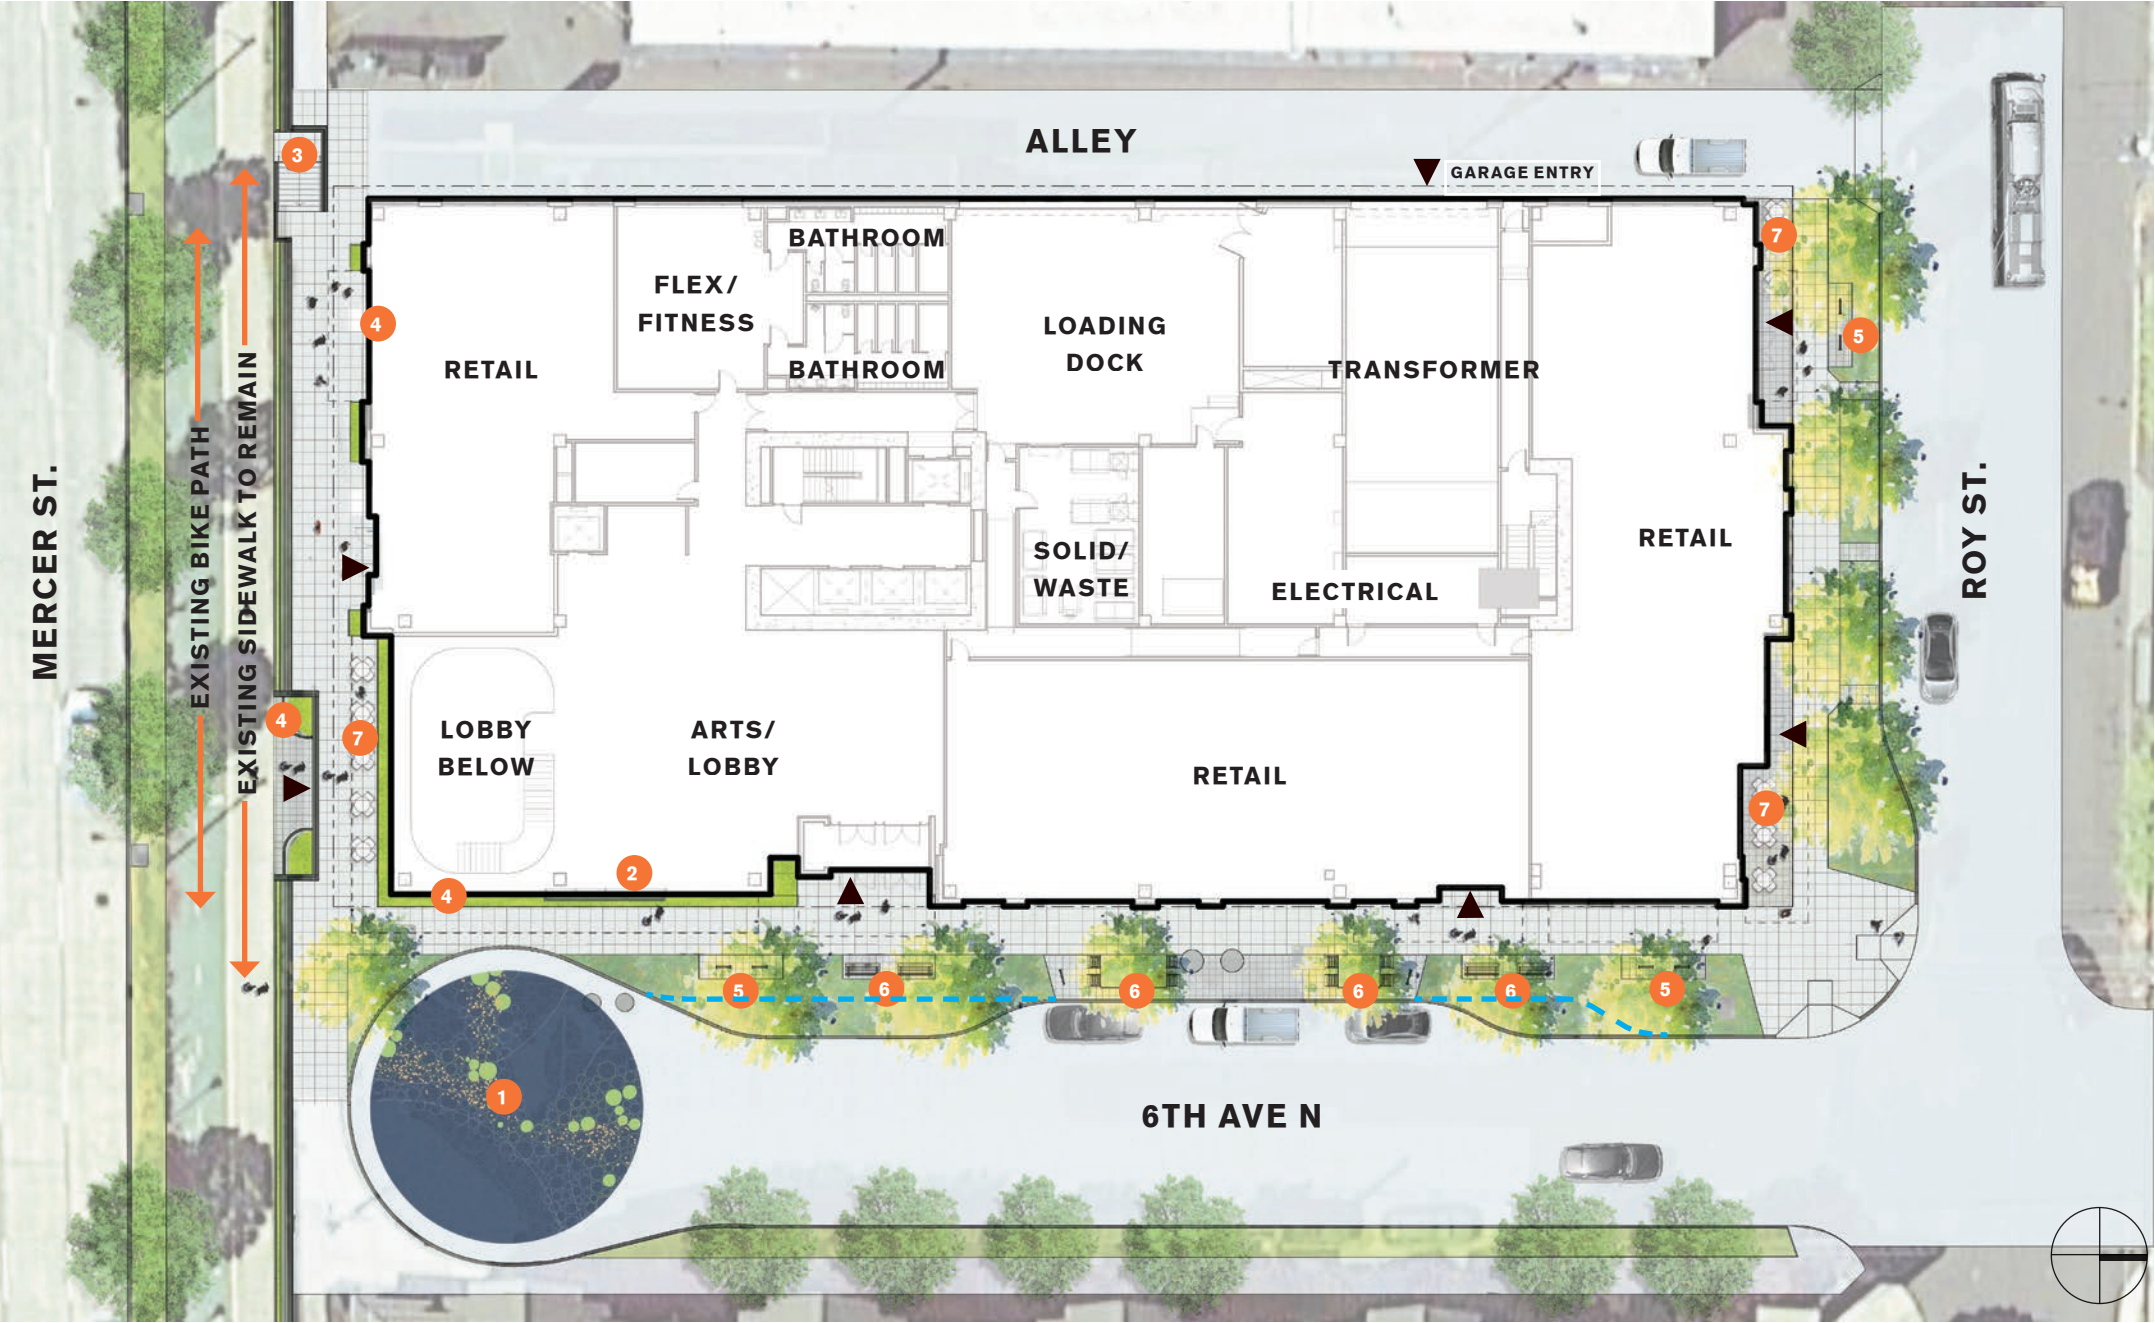 ALLEY
GARAGE ENTRY
3
BATHROOM
7
FLEX/
FITNESS
4
LOADING
DOCK
5
RETAIL
BATHROOM
TRANSFORMER
MERCER ST.
EXISTING BIKE PATH
EXISTING SIDEWALK TO REMAIN
RETAIL
ROY ST.
SOLID/
WASTE
ELECTRICAL
4
7
LOBBY
BELOW
ARTS/
LOBBY
RETAIL
7
2
4
5
6
6
6
6
5
1
6TH AVE N